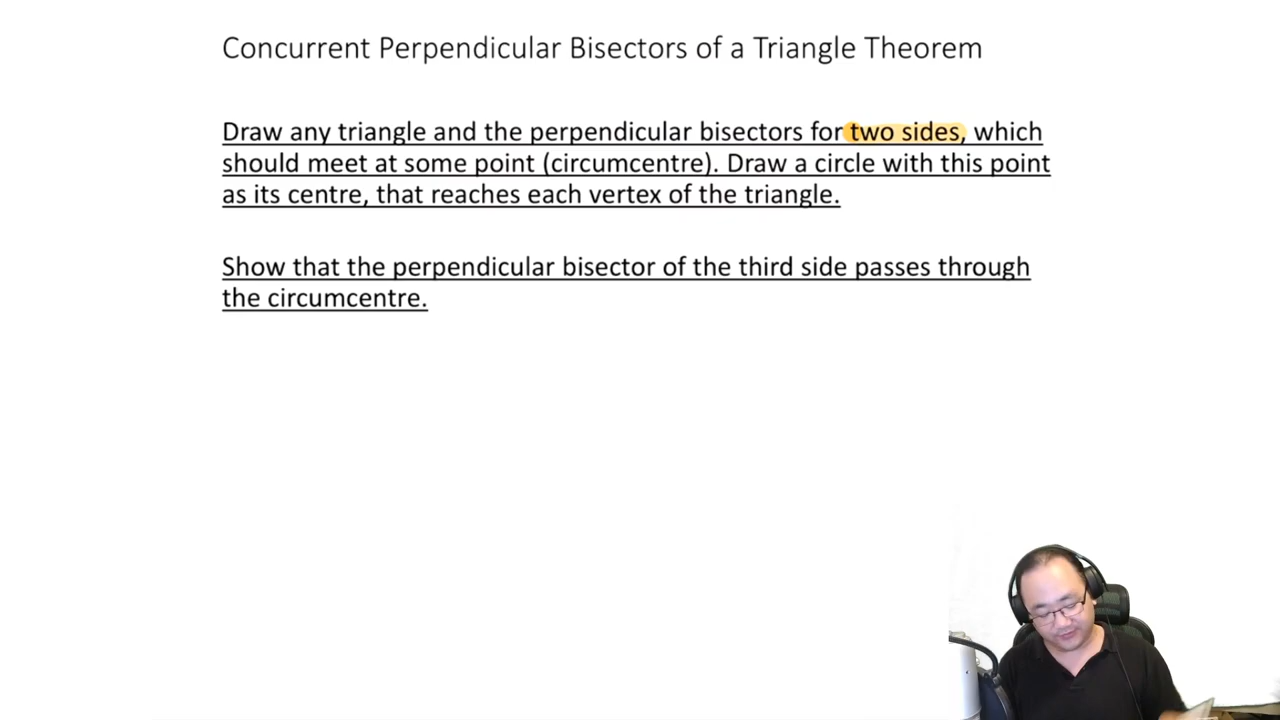 Concurrent Perpendicular Bisectors of a Triangle Theorem
Draw any triangle and the perpendicular bisectors for two sides, which
should meet at some point (circumcentre). Draw a circle with this point
as its centre, that reaches each vertex of the triangle.
Show that the perpendicular bisector of the third side passes through
the circumcentre.